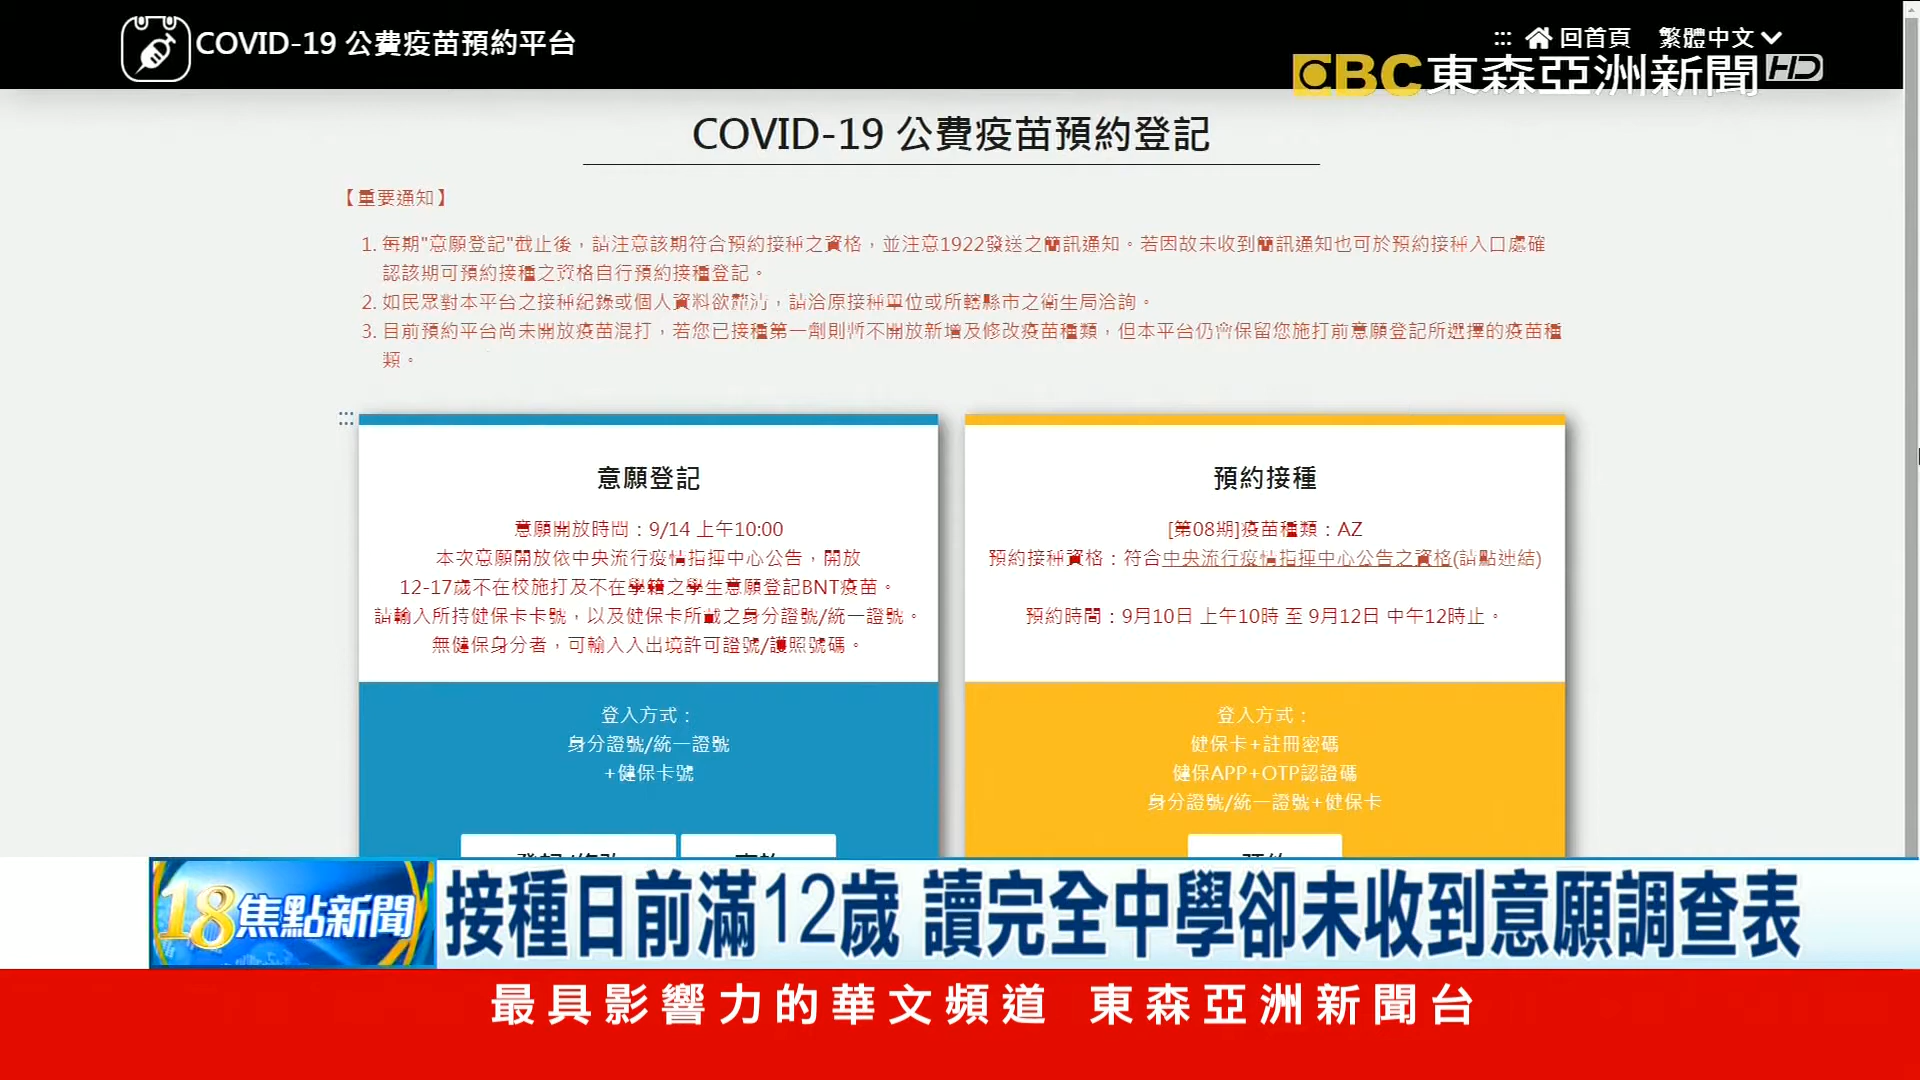 COVID-19 公費疫苗預約平台
::: 回首頁 繁體中文
EBC 東森亞洲新聞 HD
COVID-19 公費疫苗預約登記
【重要通知】
1. 每期"意願登記"截止後，請注意該期符合預約接種之資格，並注意1922發送之簡訊通知。若因故未收到簡訊通知也可於預約接種入口處確
認該期可預約接種之資格自行預約接種登記。
2. 如民眾對本平台之接種紀錄或個人資料欲釐清，請洽原接種單位或所轄縣市之衛生局洽詢。
3. 目前預約平台尚未開放疫苗混打，若您已接種第一劑則暫不開放新增及修改疫苗種類，但本平台仍會保留您施打前意願登記所選擇的疫苗種
類。
:::
意願登記
意願開放時間：9/14 上午10:00
本次意願開放依中央流行疫情指揮中心公告，開放
12-17歲不在校施打及不在學籍之學生意願登記BNT疫苗。
請輸入所持健保卡卡號，以及健保卡所載之身分證號/統一證號。
無健保身分者，可輸入入出境許可證號/護照號碼。
登入方式：
身分證號/統一證號
+健保卡號
登記/修改 查詢
預約接種
[第08期]疫苗種類：AZ
預約接種資格：符合中央流行疫情指揮中心公告之資格(請點連結)
預約時間：9月10日 上午10時 至 9月12日 中午12時止。
登入方式：
健保卡+註冊密碼
健保APP+OTP認證碼
身分證號/統一證號+健保卡
預約
18焦點新聞
接種日前滿12歲 讀完全中學卻未收到意願調查表
最具影響力的華文頻道 東森亞洲新聞台